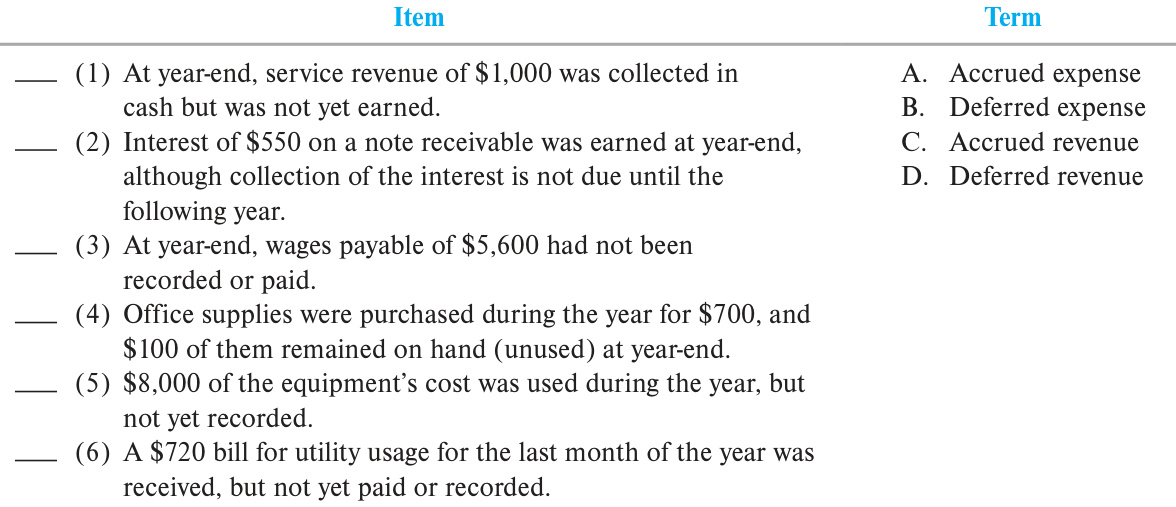 Item Term
___ (1) At year-end, service revenue of $1,000 was collected in A. Accrued expense
cash but was not yet earned. B. Deferred expense
___ (2) Interest of $550 on a note receivable was earned at year-end, C. Accrued revenue
although collection of the interest is not due until the D. Deferred revenue
following year.
___ (3) At year-end, wages payable of $5,600 had not been
recorded or paid.
___ (4) Office supplies were purchased during the year for $700, and
$100 of them remained on hand (unused) at year-end.
___ (5) $8,000 of the equipment’s cost was used during the year, but
not yet recorded.
___ (6) A $720 bill for utility usage for the last month of the year was
received, but not yet paid or recorded.